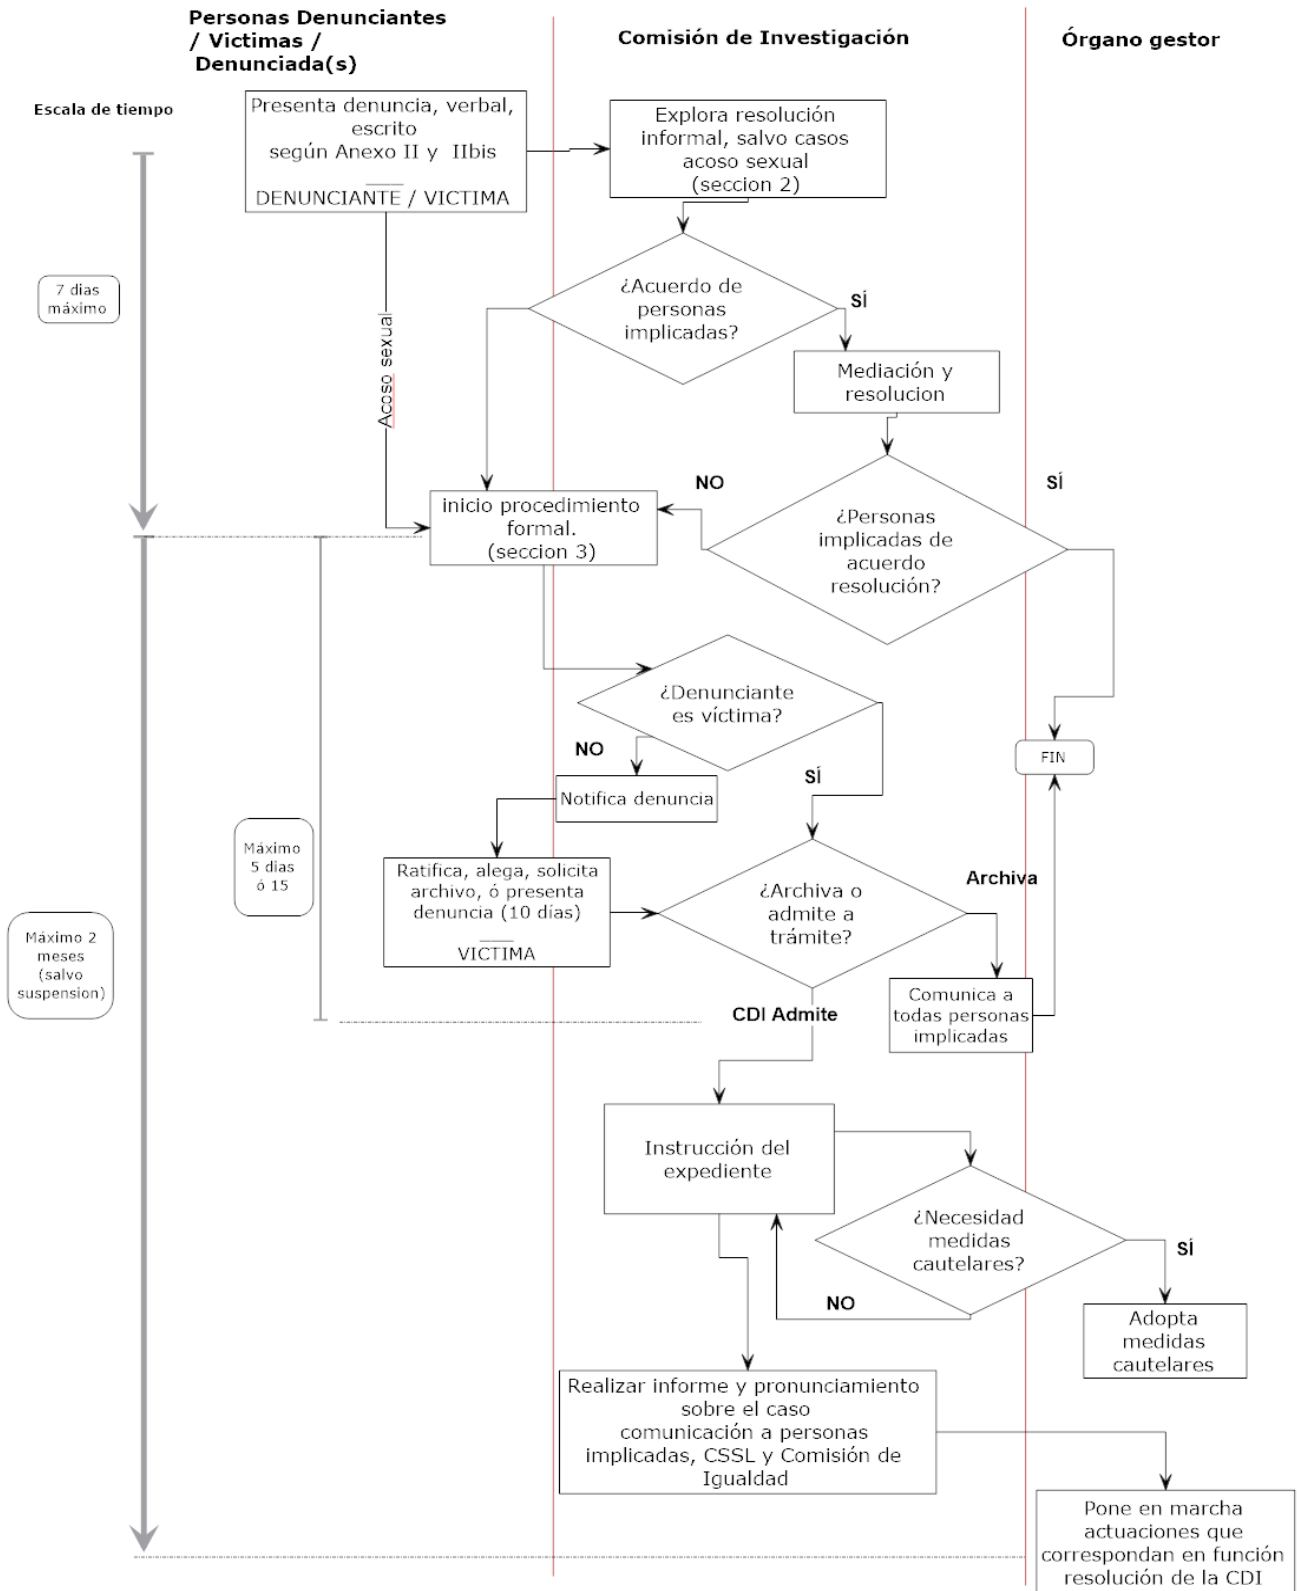 Personas Denunciantes
/ Victimas /
Denunciada(s)
Comisión de Investigación
Órgano gestor
Escala de tiempo
Presenta denuncia, verbal,
escrito
según Anexo II y IIbis
DENUNCIANTE / VICTIMA
Explora resolución
informal, salvo casos
acoso sexual
(seccion 2)
7 dias
máximo
¿Acuerdo de
personas
implicadas?
SÍ
Acoso sexual
Mediación y
resolucion
NO
SÍ
inicio procedimiento
formal.
(seccion 3)
¿Personas
implicadas de
acuerdo
resolución?
¿Denunciante
es víctima?
NO
SÍ
FIN
Notifica denuncia
Máximo
5 dias
ó 15
Ratifica, alega, solicita
archivo, ó presenta
denuncia (10 días)
VICTIMA
¿Archiva o
admite a
trámite?
Archiva
Máximo 2
meses
(salvo
suspension)
CDI Admite
Comunica a
todas personas
implicadas
Instrucción del
expediente
¿Necesidad
medidas
cautelares?
SÍ
NO
Adopta
medidas
cautelares
Realizar informe y pronunciamiento
sobre el caso
comunicación a personas
implicadas, CSSL y Comisión de
Igualdad
Pone en marcha
actuaciones que
correspondan en función
resolución de la CDI